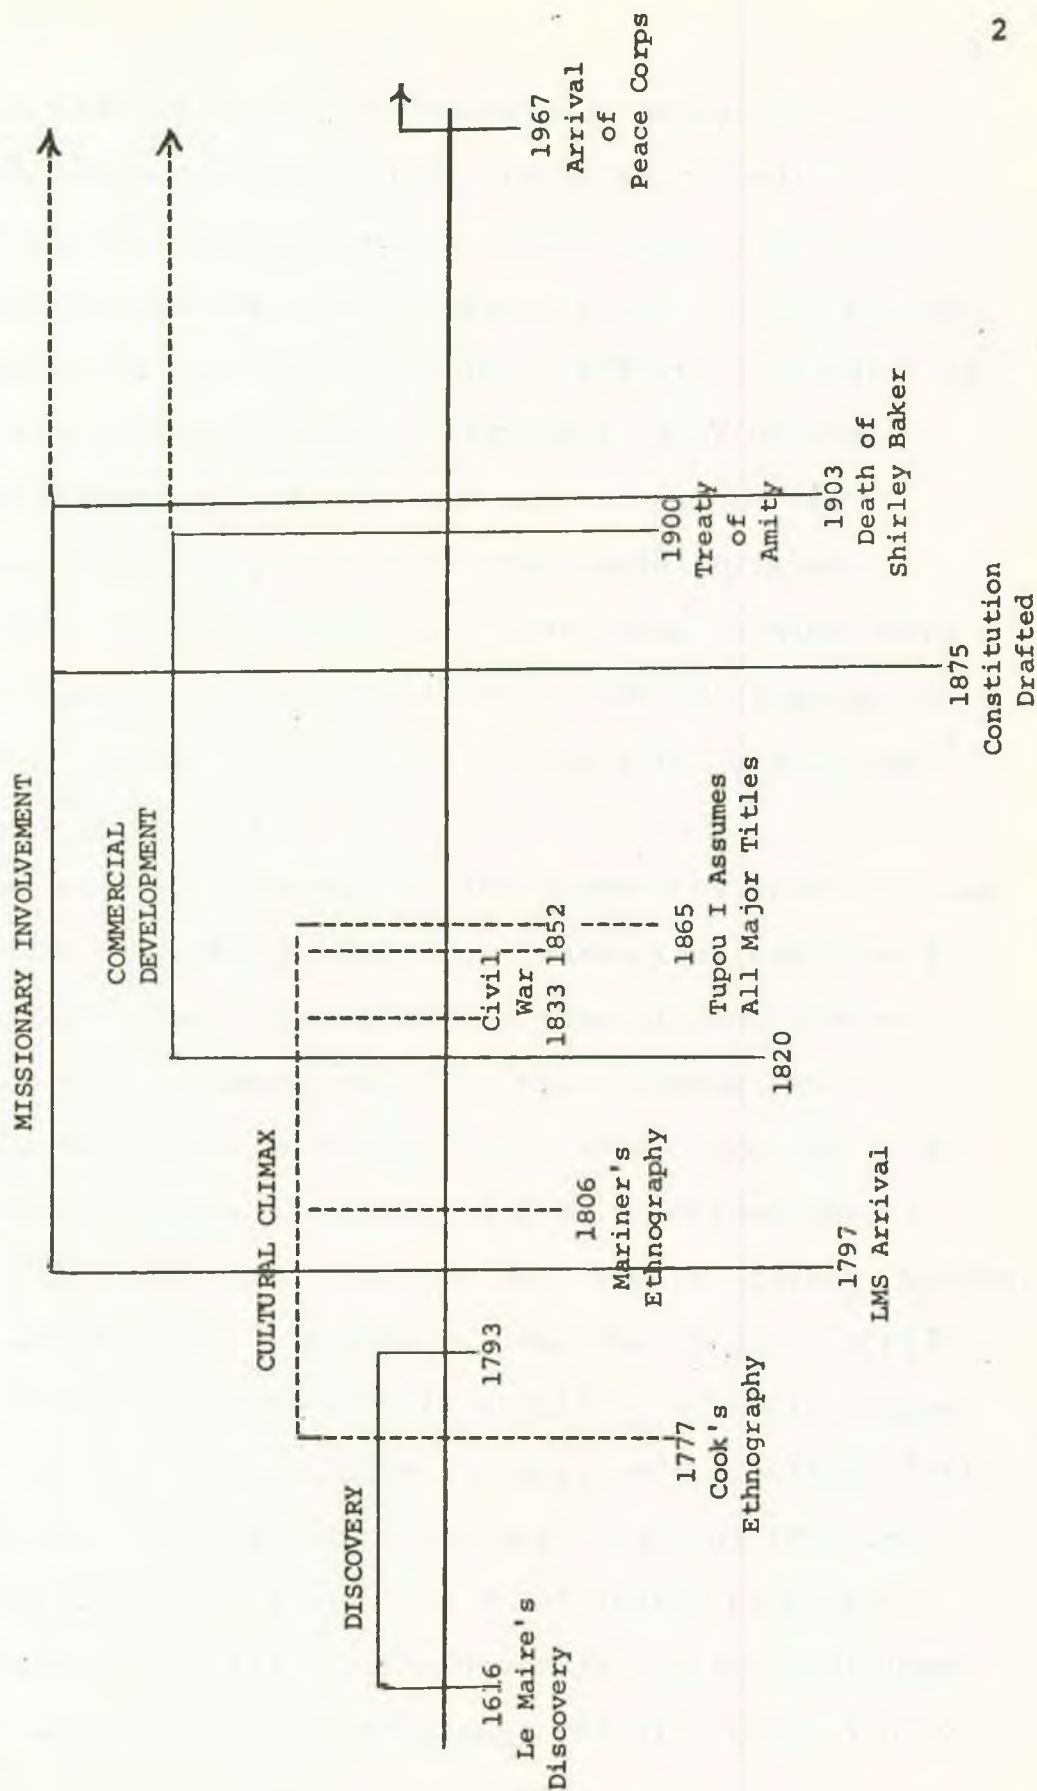 2
MISSIONARY INVOLVEMENT
COMMERCIAL
DEVELOPMENT
CULTURAL CLIMAX
DISCOVERY
1616
Le Maire's
Discovery
1777
Cook's
Ethnography
1793
1797
LMS Arrival
1806
Mariner's
Ethnography
1820
Civil
War
1833 1852
1865
Tupou I Assumes
All Major Titles
1875
Constitution
Drafted
1900
Treaty
of
Amity
1903
Death of
Shirley Baker
1967
Arrival
of
Peace Corps